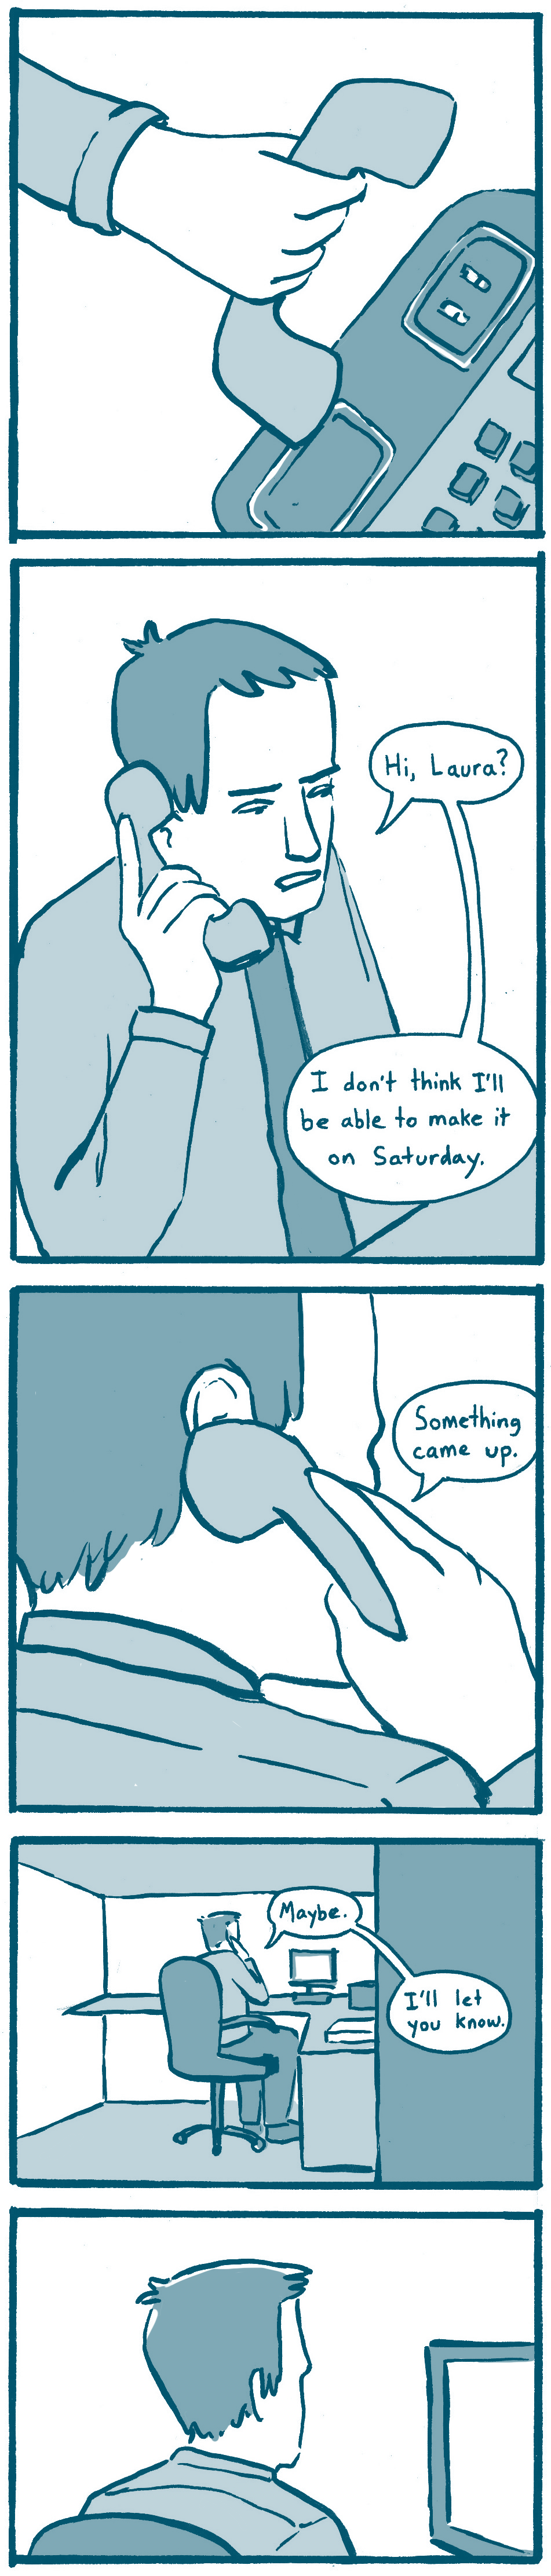 Hi, Laura?
I don't think I'll
be able to make it
on Saturday.
Something
came up.
Maybe.
I'll let
you know.